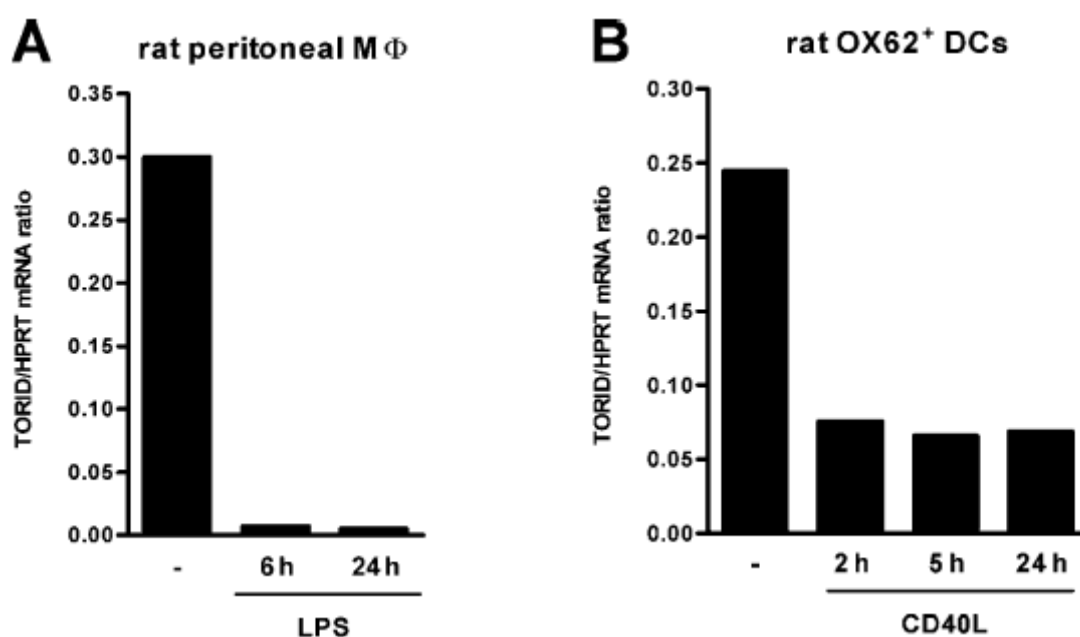 A
rat peritoneal M Φ
TORID/HPRT mRNA ratio
0.35
0.30
0.25
0.20
0.15
0.10
0.05
0.00
- 6 h 24 h
LPS
B
rat OX62⁺ DCs
TORID/HPRT mRNA ratio
0.30
0.25
0.20
0.15
0.10
0.05
0.00
- 2 h 5 h 24 h
CD40L